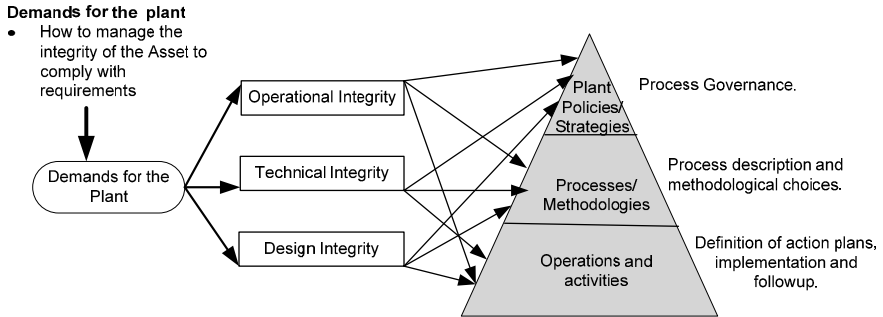 Demands for the plant
• How to manage the
integrity of the Asset to
comply with
requirements
Demands for the
Plant
Operational Integrity
Technical Integrity
Design Integrity
Plant
Policies/
Strategies
Processes/
Methodologies
Operations and
activities
Process Governance.
Process description and
methodological choices.
Definition of action plans,
implementation and
followup.